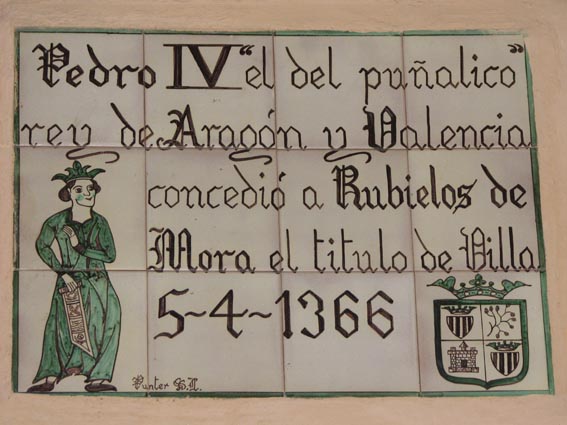 Pedro IV "el del puñalico"
rey de Aragón y Valencia
concedió a Rubielos de
Mora el titulo de Villa
5-4-1366
Punter S.L.